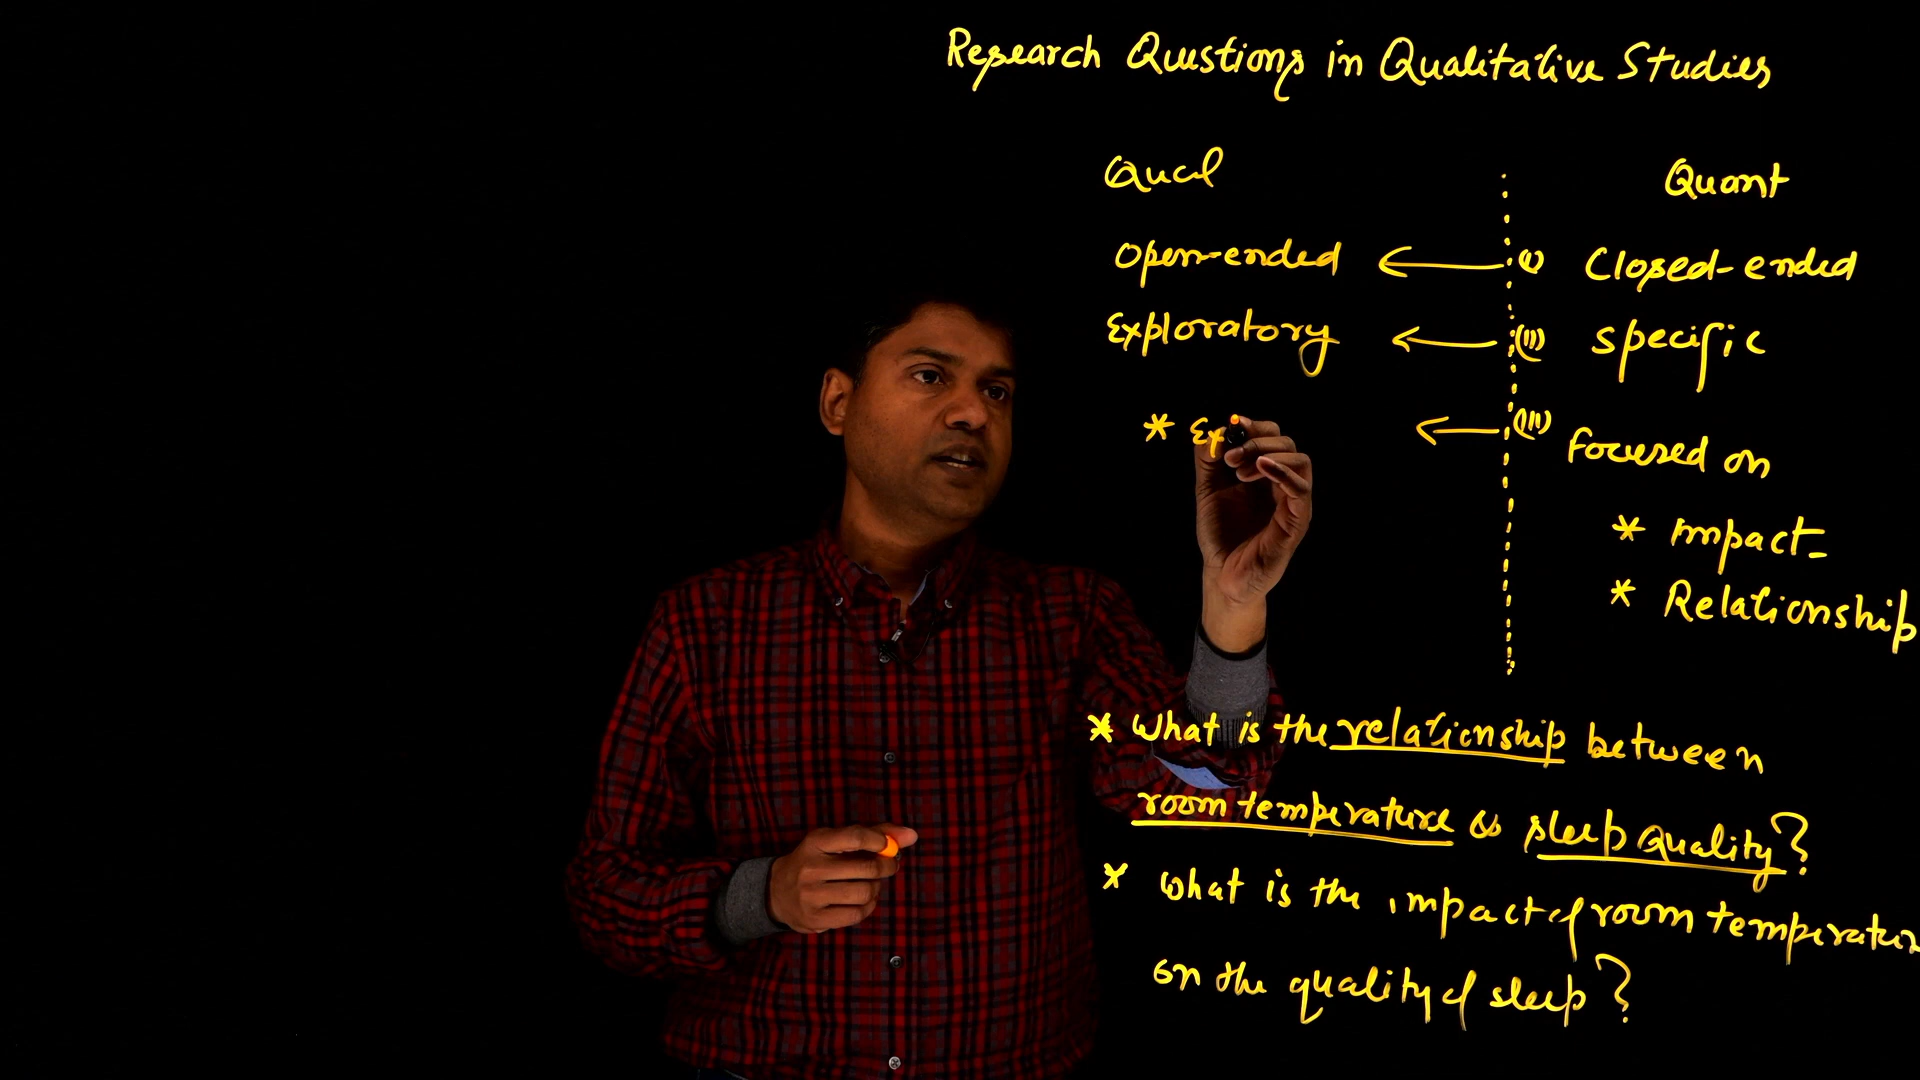 Research Questions in Qualitative Studies
Qual Quant
Open-ended ← (i) Closed-ended
Exploratory ← (ii) Specific
* Ex ← (iii) Focused on
* Impact
* Relationship
* What is the relationship between
room temperature & sleep Quality?
* What is the impact of room temperature
on the quality of sleep?